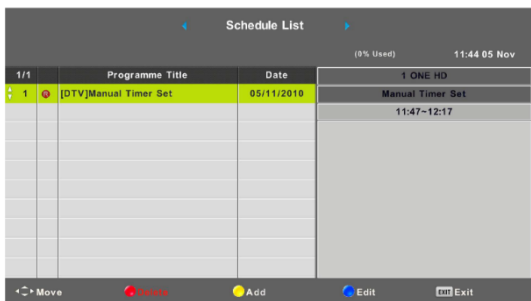 Schedule List
(0% Used) 11:44 05 Nov
1/1 Programme Title Date 1 ONE HD
1 [DTV]Manual Timer Set 05/11/2010 Manual Timer Set
11:47~12:17
Move Delete Add Edit EXIT Exit